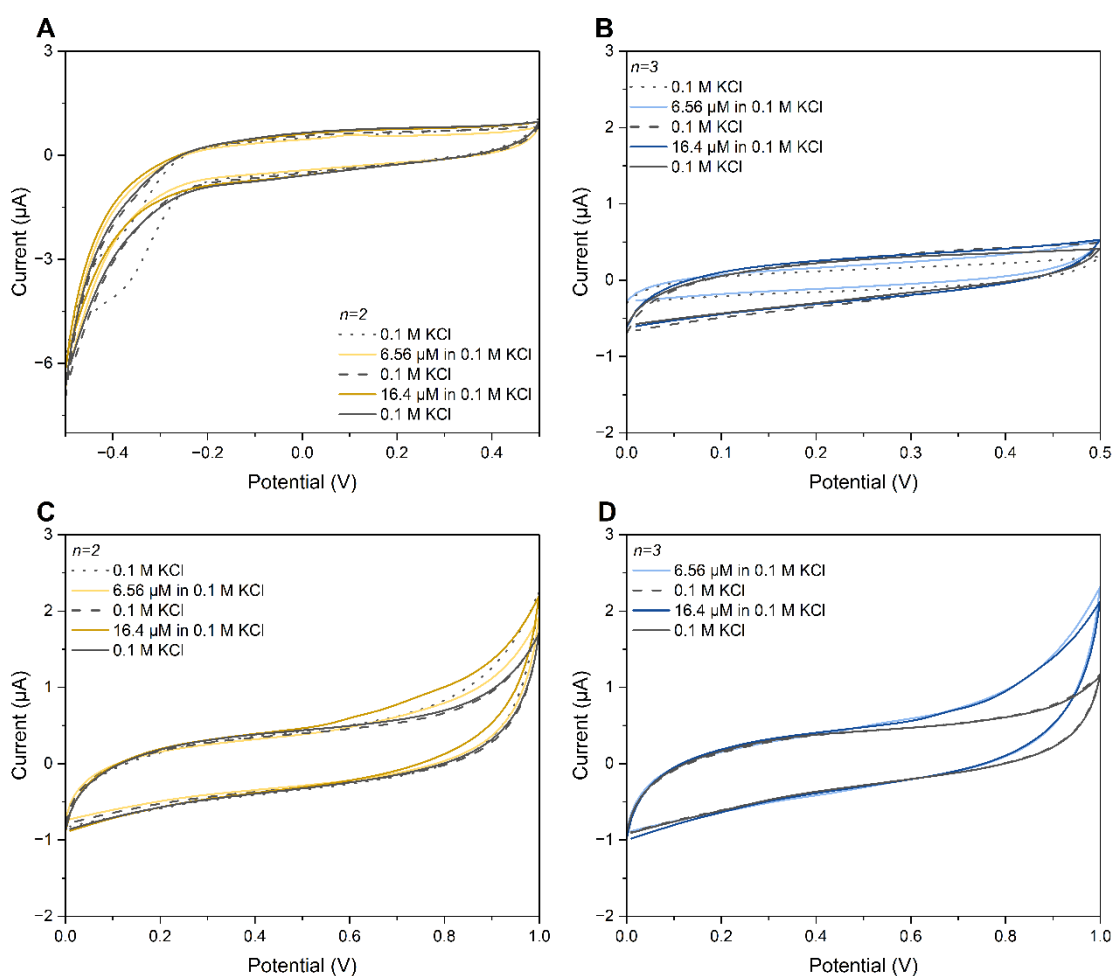 A
3
0
−3
−6
Current (µA)
n=2
0.1 M KCl
6.56 µM in 0.1 M KCl
0.1 M KCl
16.4 µM in 0.1 M KCl
0.1 M KCl
−0.4
−0.2
0.0
0.2
0.4
Potential (V)
B
n=3
0.1 M KCl
6.56 µM in 0.1 M KCl
0.1 M KCl
16.4 µM in 0.1 M KCl
0.1 M KCl
3
2
1
0
−1
−2
Current (µA)
0.0
0.1
0.2
0.3
0.4
0.5
Potential (V)
C
n=2
0.1 M KCl
6.56 µM in 0.1 M KCl
0.1 M KCl
16.4 µM in 0.1 M KCl
0.1 M KCl
3
2
1
0
−1
−2
Current (µA)
0.0
0.2
0.4
0.6
0.8
1.0
Potential (V)
D
n=3
6.56 µM in 0.1 M KCl
0.1 M KCl
16.4 µM in 0.1 M KCl
0.1 M KCl
3
2
1
0
−1
−2
Current (µA)
0.0
0.2
0.4
0.6
0.8
1.0
Potential (V)